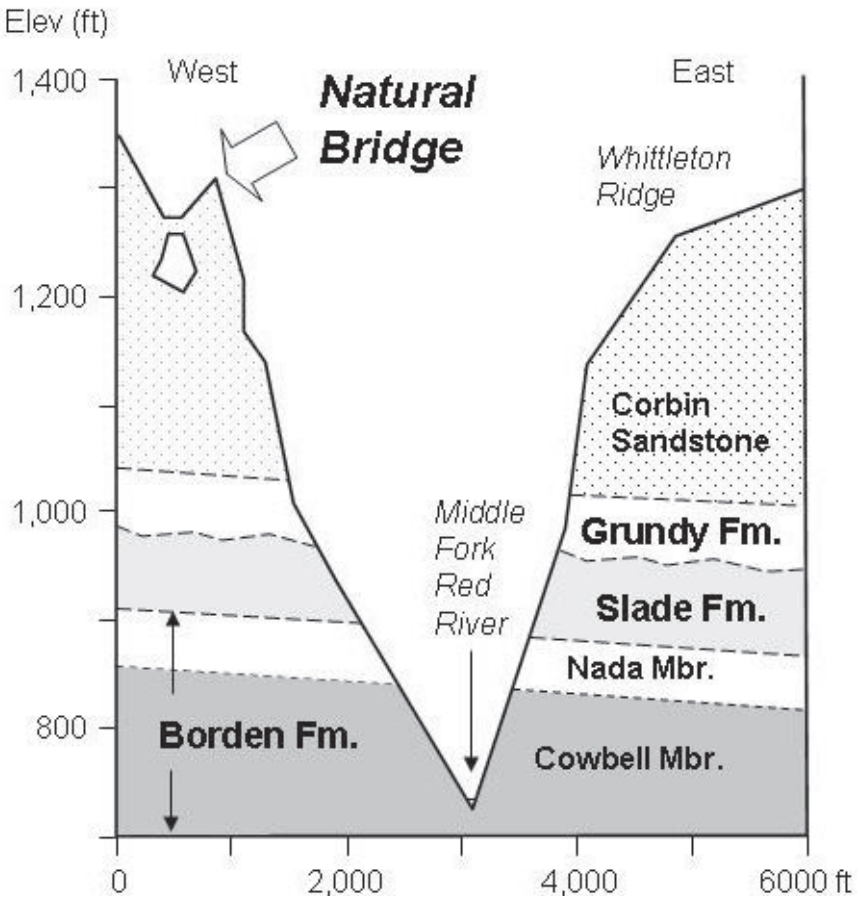 Elev (ft)
1,400
West
Natural
Bridge
East
Whittleton
Ridge
1,200
Corbin
Sandstone
1,000
Middle
Fork
Red
River
Grundy Fm.
Slade Fm.
Nada Mbr.
800
Borden Fm.
Cowbell Mbr.
0
2,000
4,000
6000 ft